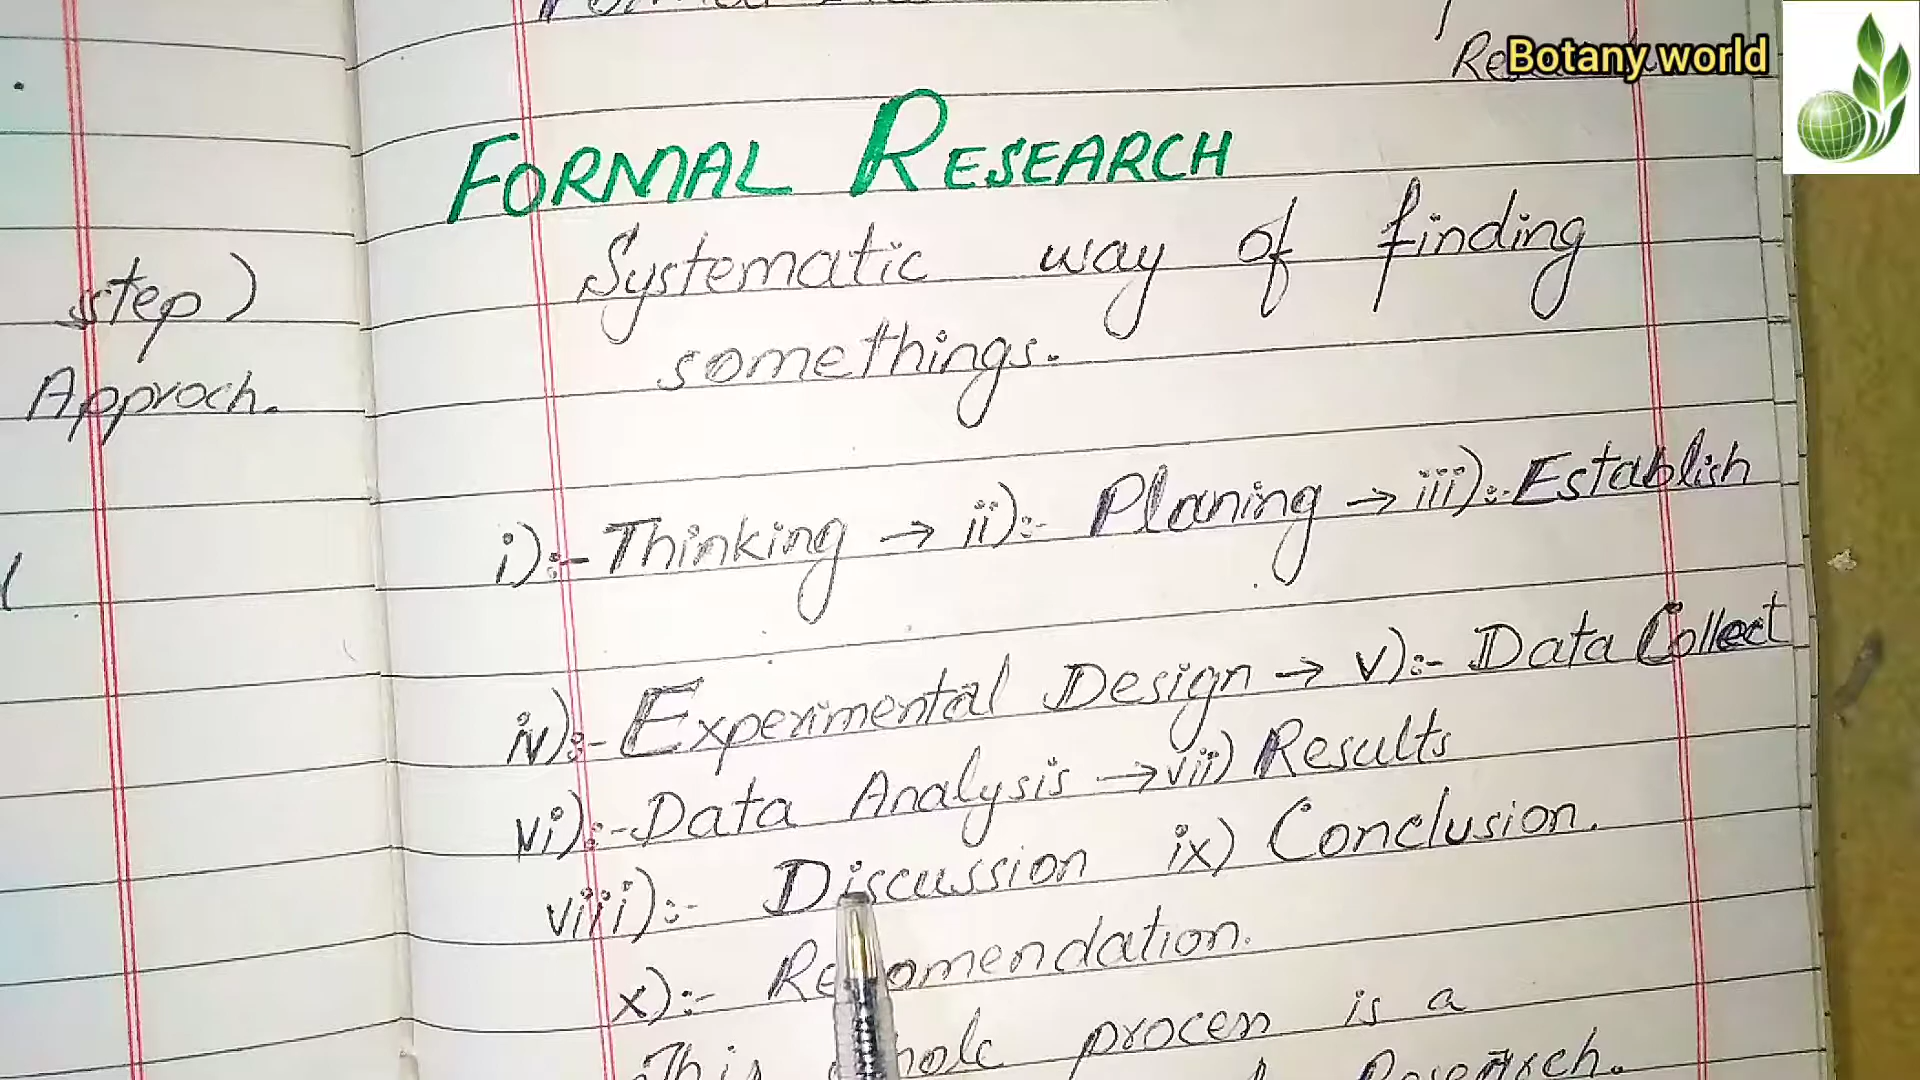 Botany world
FORMAL RESEARCH
Systematic way of finding
somethings.
step)
Approch.
i):- Thinking → ii):- Planing → iii):- Establish
iv):- Experimental Design → v):- Data Collect
vi):- Data Analysis → vii) Results
viii):- Discussion ix) Conclusion.
x):- Recomendation.
This whole process is a
Research.